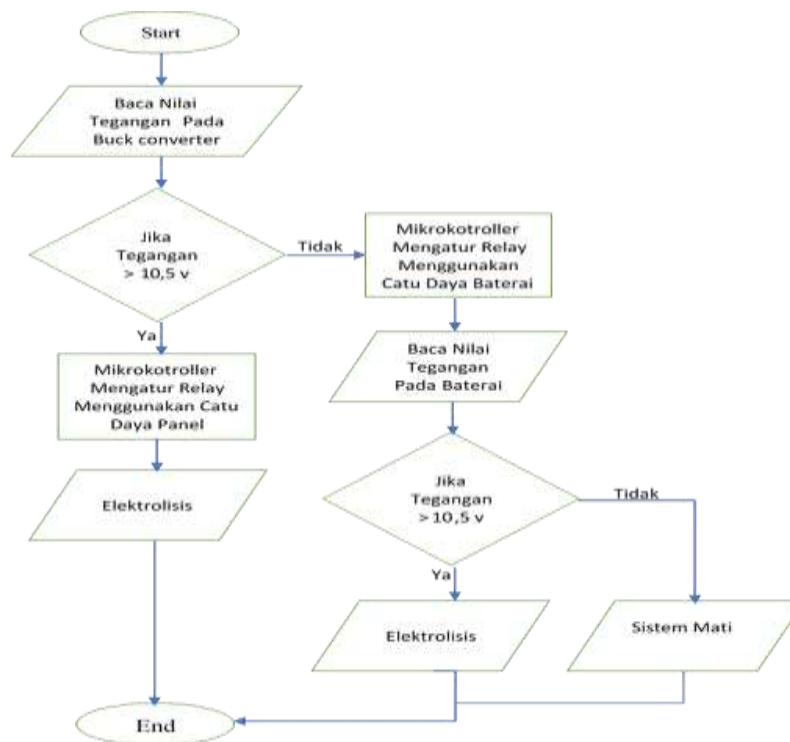 Start
Baca Nilai
Tegangan Pada
Buck converter
Jika
Tegangan
> 10,5 v
Tidak
Mikrokotroller
Mengatur Relay
Menggunakan
Catu Daya Baterai
Ya
Mikrokotroller
Mengatur Relay
Menggunakan Catu
Daya Panel
Baca Nilai
Tegangan
Pada Baterai
Elektrolisis
Jika
Tegangan
> 10,5 v
Tidak
Ya
Elektrolisis
Sistem Mati
End